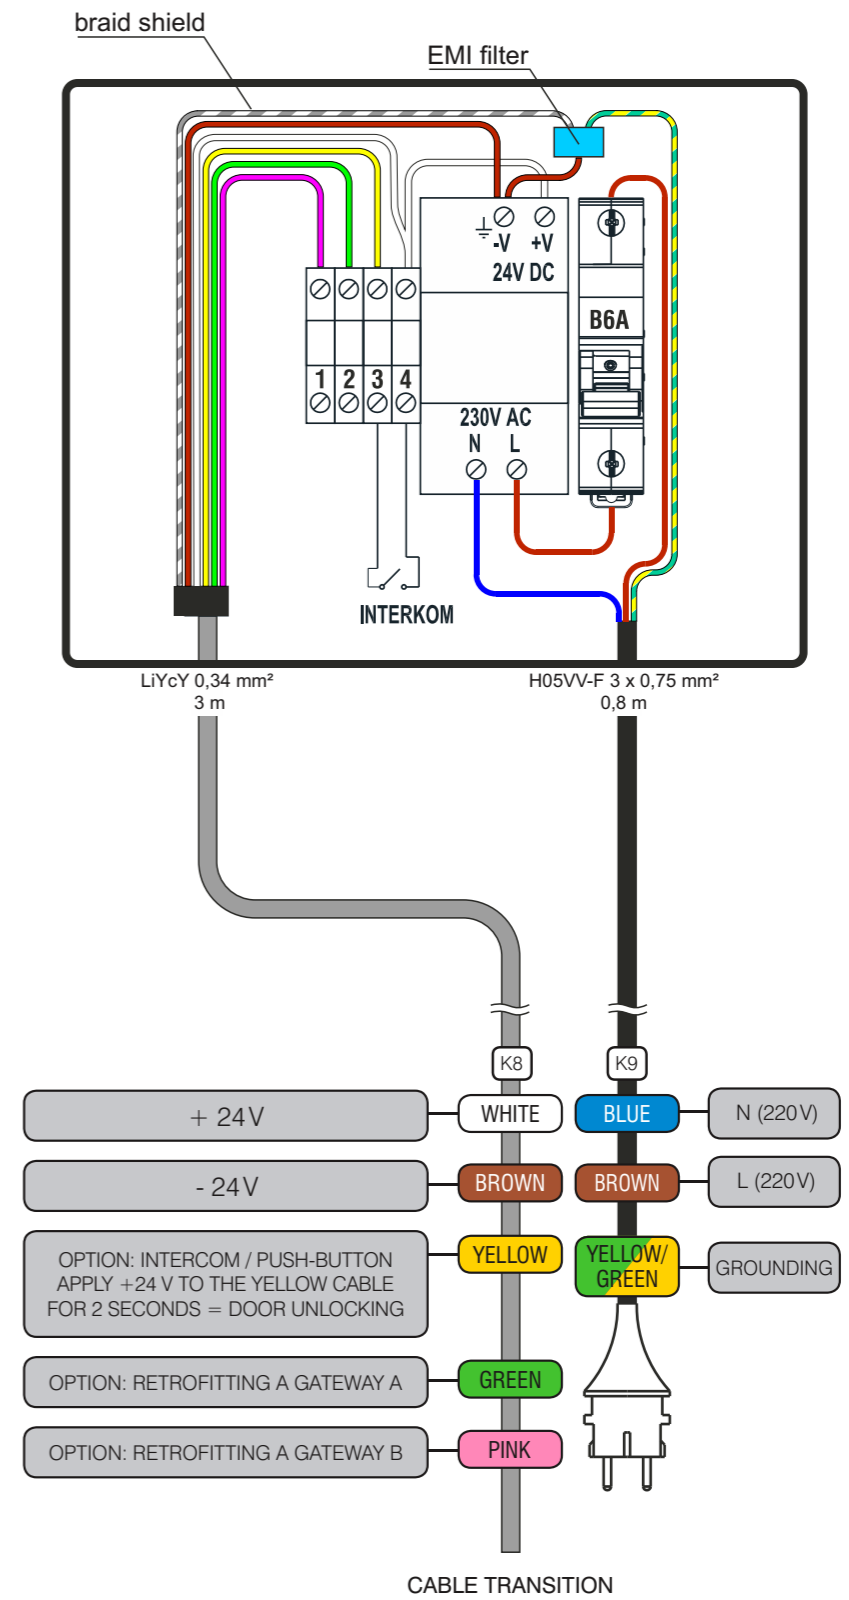 braid shield
EMI filter
-V +V
24V DC
B6A
1 2 3 4
230V AC
N L
INTERKOM
LiYcY 0,34 mm²
3 m
H05VV-F 3 x 0,75 mm²
0,8 m
K8
K9
+ 24V
WHITE
BLUE
N (220V)
- 24V
BROWN
BROWN
L (220V)
OPTION: INTERCOM / PUSH-BUTTON
APPLY +24 V TO THE YELLOW CABLE
FOR 2 SECONDS = DOOR UNLOCKING
YELLOW
YELLOW/
GREEN
GROUNDING
OPTION: RETROFITTING A GATEWAY A
GREEN
OPTION: RETROFITTING A GATEWAY B
PINK
CABLE TRANSITION